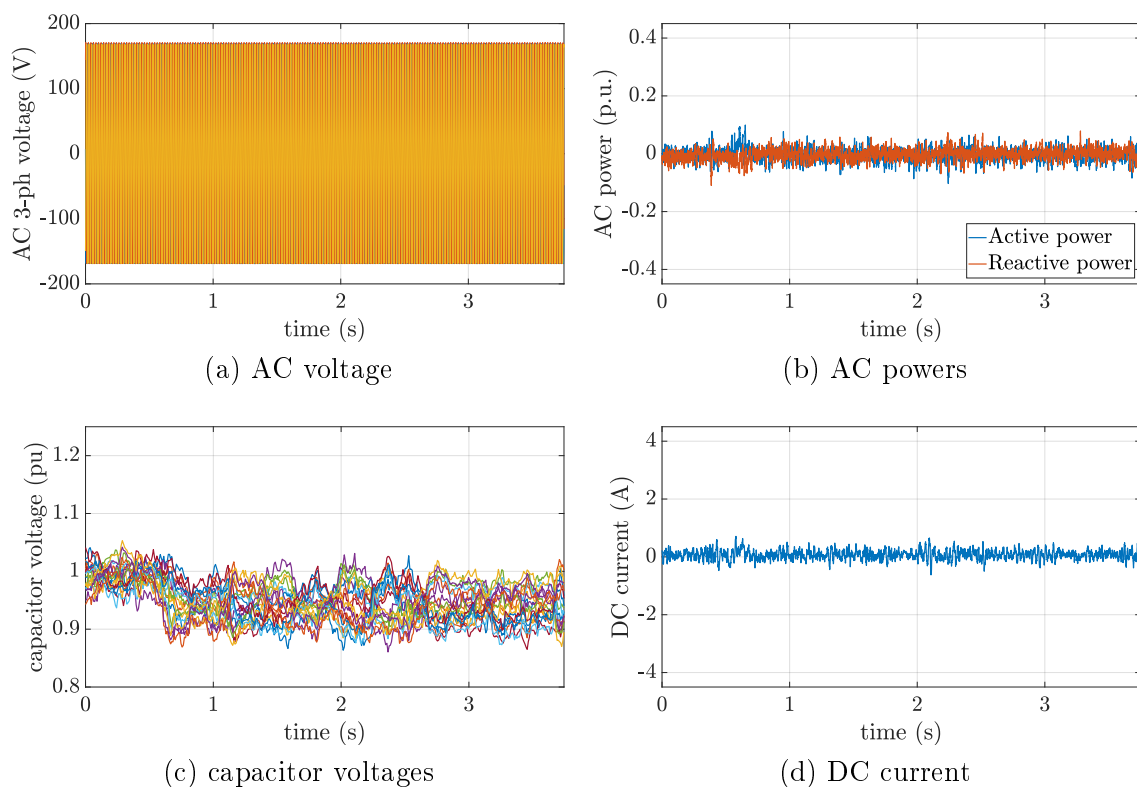 AC 3-ph voltage (V)
200
100
0
-100
-200
0 1 2 3
time (s)
(a) AC voltage
AC power (p.u.)
0.4
0.2
0
-0.2
-0.4
Active power
Reactive power
0 1 2 3
time (s)
(b) AC powers
capacitor voltage (pu)
1.2
1.1
1
0.9
0.8
0 1 2 3
time (s)
(c) capacitor voltages
DC current (A)
4
2
0
-2
-4
0 1 2 3
time (s)
(d) DC current